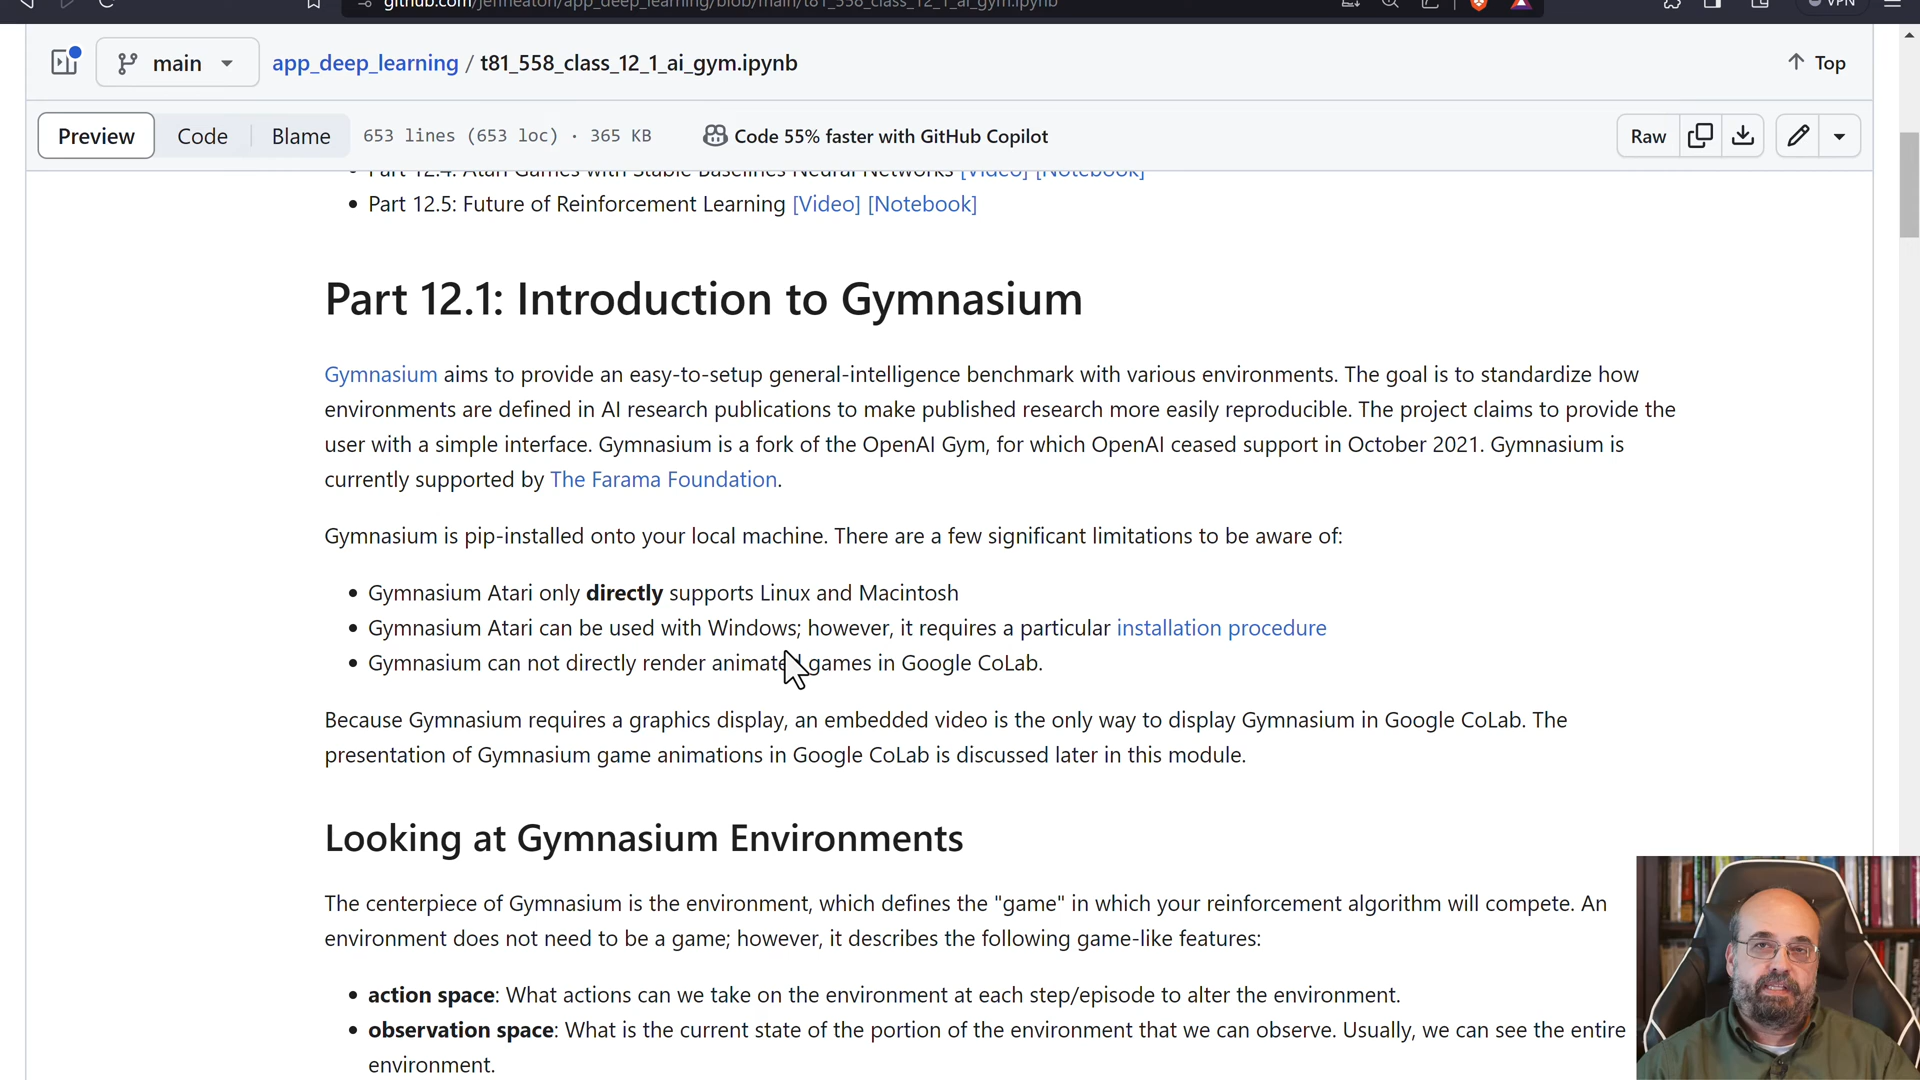 github.com/jeffheaton/app_deep_learning/blob/main/t81_558_class_12_1_ai_gym.ipynb
VPN
main
app_deep_learning / t81_558_class_12_1_ai_gym.ipynb
Top
Preview
Code
Blame
653 lines (653 loc) · 365 KB
Code 55% faster with GitHub Copilot
Raw
• Part 12.4: Atari Games with Stable Baselines Neural Networks [Video] [Notebook]
• Part 12.5: Future of Reinforcement Learning [Video] [Notebook]
Part 12.1: Introduction to Gymnasium
Gymnasium aims to provide an easy-to-setup general-intelligence benchmark with various environments. The goal is to standardize how
environments are defined in AI research publications to make published research more easily reproducible. The project claims to provide the
user with a simple interface. Gymnasium is a fork of the OpenAI Gym, for which OpenAI ceased support in October 2021. Gymnasium is
currently supported by The Farama Foundation.
Gymnasium is pip-installed onto your local machine. There are a few significant limitations to be aware of:
• Gymnasium Atari only directly supports Linux and Macintosh
• Gymnasium Atari can be used with Windows; however, it requires a particular installation procedure
• Gymnasium can not directly render animated games in Google CoLab.
Because Gymnasium requires a graphics display, an embedded video is the only way to display Gymnasium in Google CoLab. The
presentation of Gymnasium game animations in Google CoLab is discussed later in this module.
Looking at Gymnasium Environments
The centerpiece of Gymnasium is the environment, which defines the "game" in which your reinforcement algorithm will compete. An
environment does not need to be a game; however, it describes the following game-like features:
• action space: What actions can we take on the environment at each step/episode to alter the environment.
• observation space: What is the current state of the portion of the environment that we can observe. Usually, we can see the entire
environment.